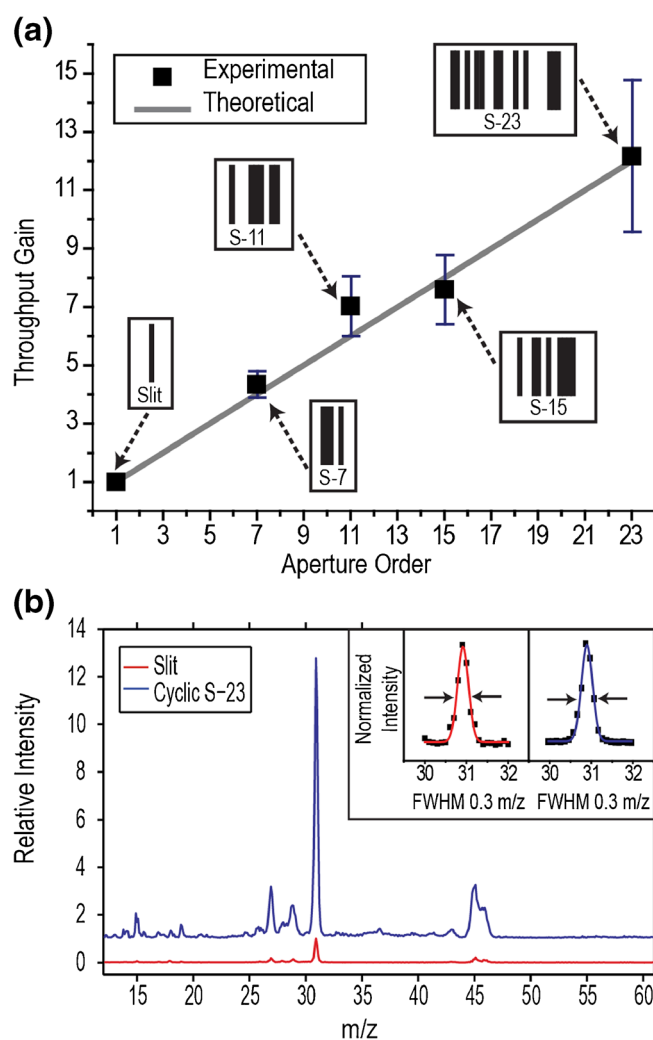 (a)
Throughput Gain
15
13
11
9
7
5
3
1
Experimental
Theoretical
S-23
S-11
Slit
S-7
S-15
1 3 5 7 9 11 13 15 17 19 21 23
Aperture Order
(b)
Relative Intensity
14
12
10
8
6
4
2
0
Slit
Cyclic S-23
Normalized
Intensity
30 31 32 30 31 32
FWHM 0.3 m/z FWHM 0.3 m/z
15 20 25 30 35 40 45 50 55 60
m/z